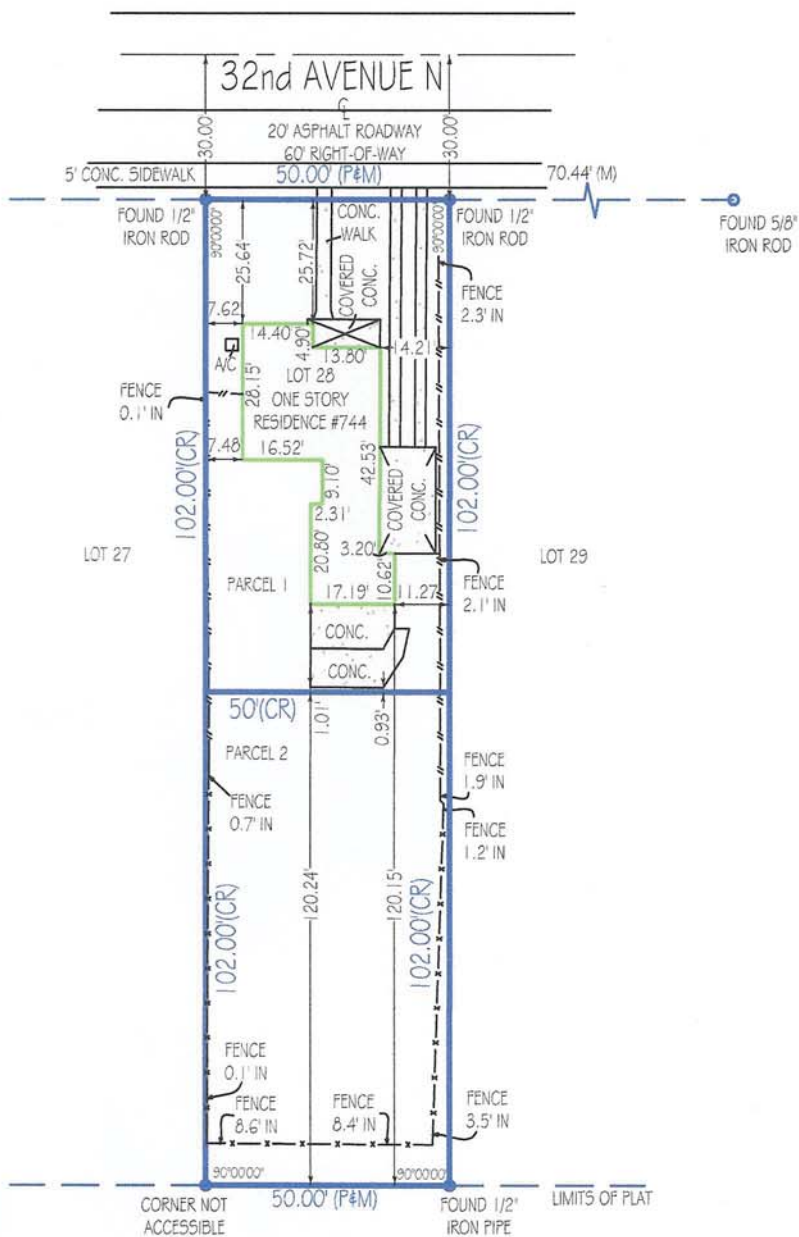 32nd AVENUE N
C
L
30.00'
30.00'
20' ASPHALT ROADWAY
60' RIGHT-OF-WAY
5' CONC. SIDEWALK
50.00' (P&M)
70.44' (M)
FOUND 1/2"
IRON ROD
90°00'00"
25.64'
25.72'
CONC.
WALK
COVERED
CONC.
90°00'00"
FOUND 1/2"
IRON ROD
FOUND 5/8"
IRON ROD
FENCE
2.3' IN
7.62'
14.40'
4.90'
13.80'
14.21'
A/C
28.15'
LOT 28
ONE STORY
RESIDENCE #744
FENCE
0.1' IN
7.48
16.52'
9.10'
2.31'
42.53'
COVERED
CONC.
102.00'(CR)
102.00'(CR)
LOT 27
LOT 29
20.80'
3.20'
10.62'
PARCEL 1
17.19'
11.27
FENCE
2.1' IN
CONC.
CONC.
50'(CR)
1.01'
0.93'
PARCEL 2
FENCE
0.7' IN
FENCE
1.9' IN
FENCE
1.2' IN
102.00'(CR)
120.24'
120.15'
102.00'(CR)
FENCE
0.1' IN
FENCE
8.6' IN
FENCE
8.4' IN
FENCE
3.5' IN
90°00'00"
90°00'00"
CORNER NOT
ACCESSIBLE
50.00' (P&M)
FOUND 1/2"
IRON PIPE
LIMITS OF PLAT